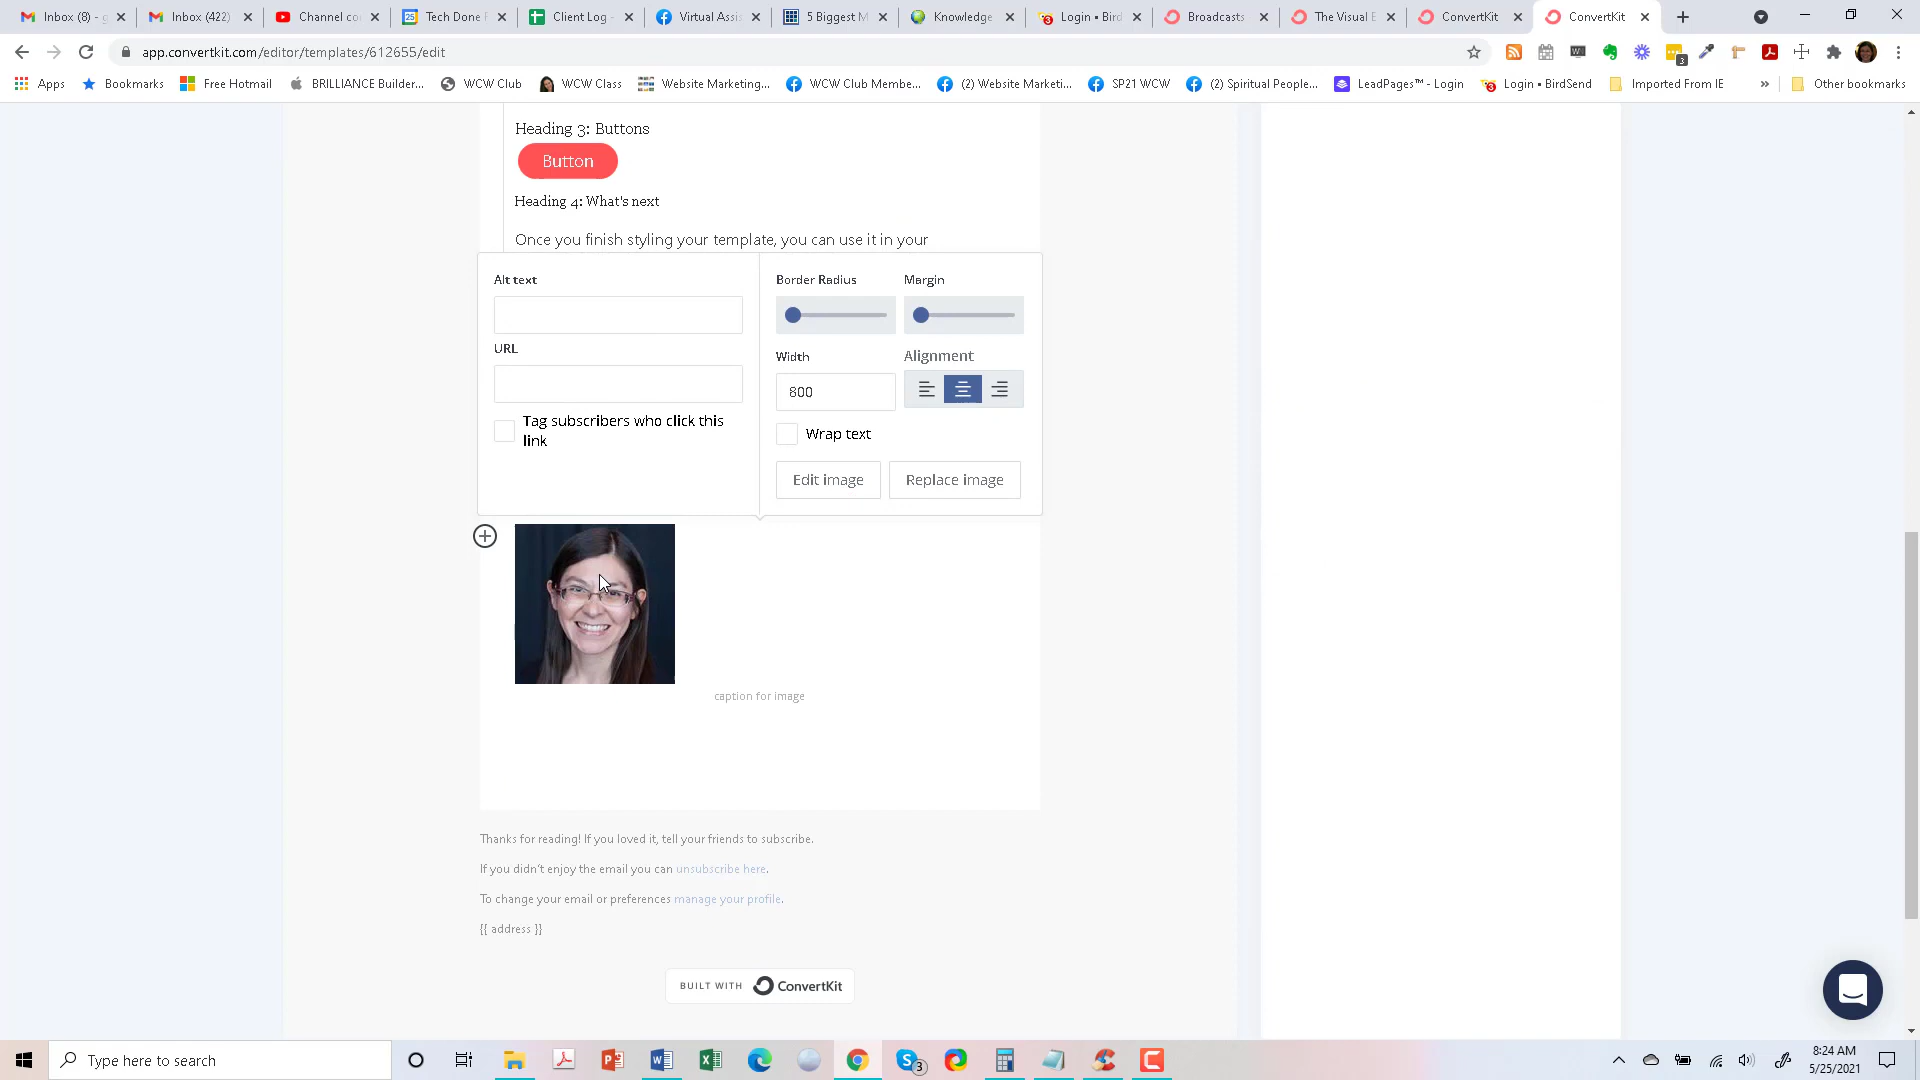 Inbox (8) - g
Inbox (422)
Channel co
Tech Done F
Client Log -
Virtual Assi
5 Biggest M
Knowledge
Login • Bird
Broadcasts
The Visual E
ConvertKit
ConvertKit
app.convertkit.com/editor/templates/612655/edit
3
Apps
Bookmarks
Free Hotmail
BRILLIANCE Builder...
WCW Club
WCW Class
Website Marketing...
WCW Club Membe...
(2) Website Marketi...
SP21 WCW
(2) Spiritual People...
LeadPages™ - Login
Login • BirdSend
Imported From IE
»
Other bookmarks
Heading 3: Buttons
Button
Heading 4: What's next
Once you finish styling your template, you can use it in your
Alt text
Border Radius
Margin
URL
Width
Alignment
800
Tag subscribers who click this
link
Wrap text
Edit image
Replace image
caption for image
Thanks for reading! If you loved it, tell your friends to subscribe.
If you didn't enjoy the email you can unsubscribe here.
To change your email or preferences manage your profile.
{{ address }}
BUILT WITH ConvertKit
Type here to search
3
8:24 AM
5/25/2021